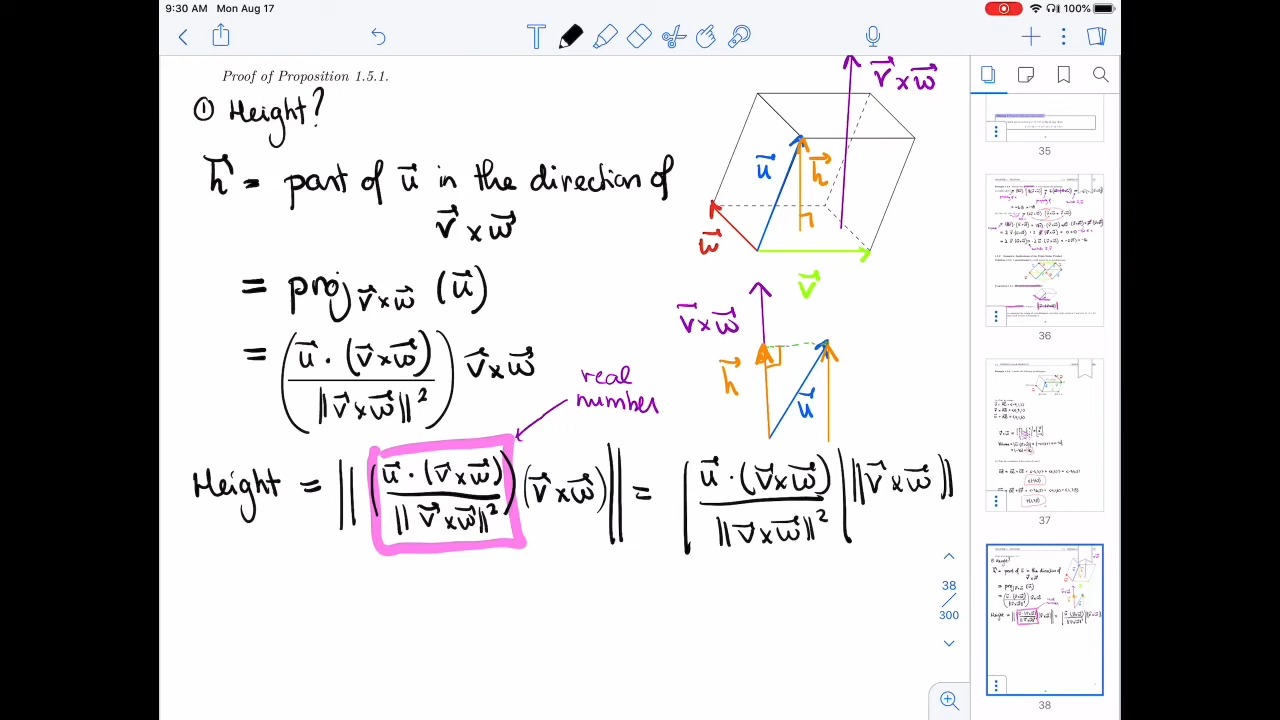 9:30 AM Mon Aug 17
100%
Proof of Proposition 1.5.1.
① Height?
h⃗ = part of u⃗ in the direction of
v⃗ × w⃗
= proj_{v⃗×w⃗} (u⃗)
= (u⃗ · (v⃗×w⃗) / ||v⃗×w⃗||²) v⃗×w⃗
real
number
Height = || (u⃗ · (v⃗×w⃗) / ||v⃗×w⃗||²) (v⃗×w⃗) || = | u⃗ · (v⃗×w⃗) / ||v⃗×w⃗||² | ||v⃗×w⃗||
v⃗×w⃗
u⃗
h⃗
w⃗
v⃗
v⃗×w⃗
h⃗
u⃗
38
/
300
T
35
36
37
38